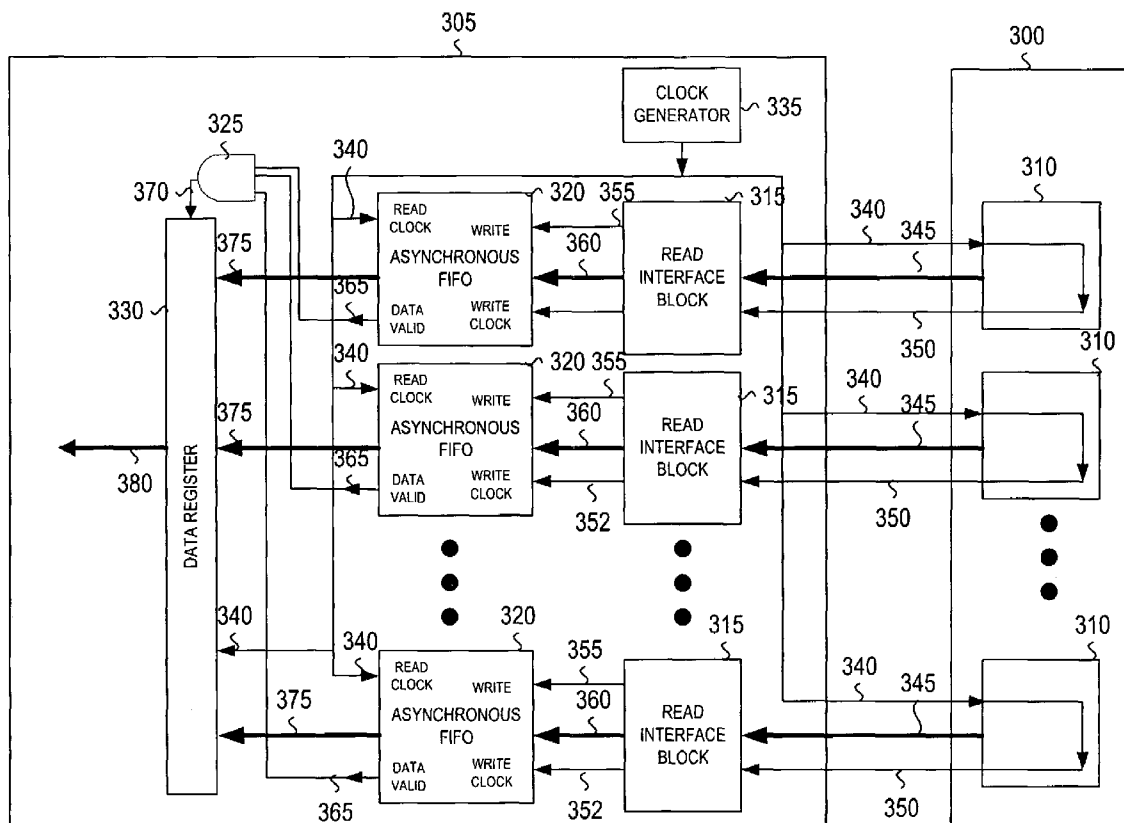 305
300
CLOCK
GENERATOR
335
325
340
370
320
315
310
READ
CLOCK
WRITE
355
340
345
375
ASYNCHRONOUS
FIFO
360
READ
INTERFACE
BLOCK
330
365
DATA
VALID
WRITE
CLOCK
350
340
320
355
315
310
READ
CLOCK
WRITE
340
345
375
ASYNCHRONOUS
FIFO
360
READ
INTERFACE
BLOCK
380
365
DATA
VALID
WRITE
CLOCK
352
350
DATA REGISTER
340
340
320
315
310
READ
CLOCK
WRITE
355
340
345
375
ASYNCHRONOUS
FIFO
360
READ
INTERFACE
BLOCK
365
DATA
VALID
WRITE
CLOCK
352
350